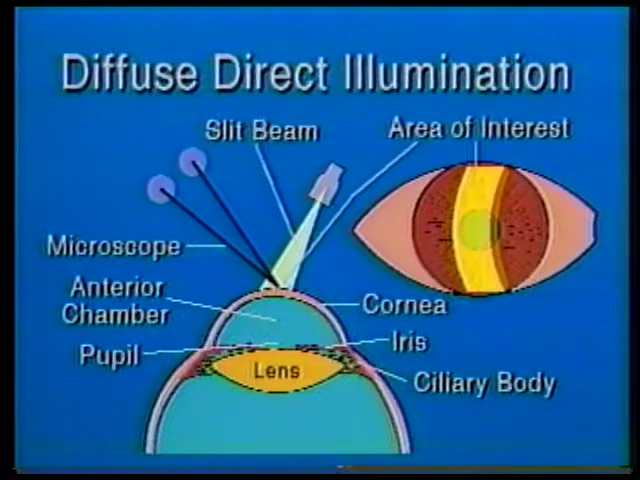 Diffuse Direct Illumination
Slit Beam
Area of Interest
Microscope
Anterior
Chamber
Cornea
Pupil
Iris
Lens
Ciliary Body